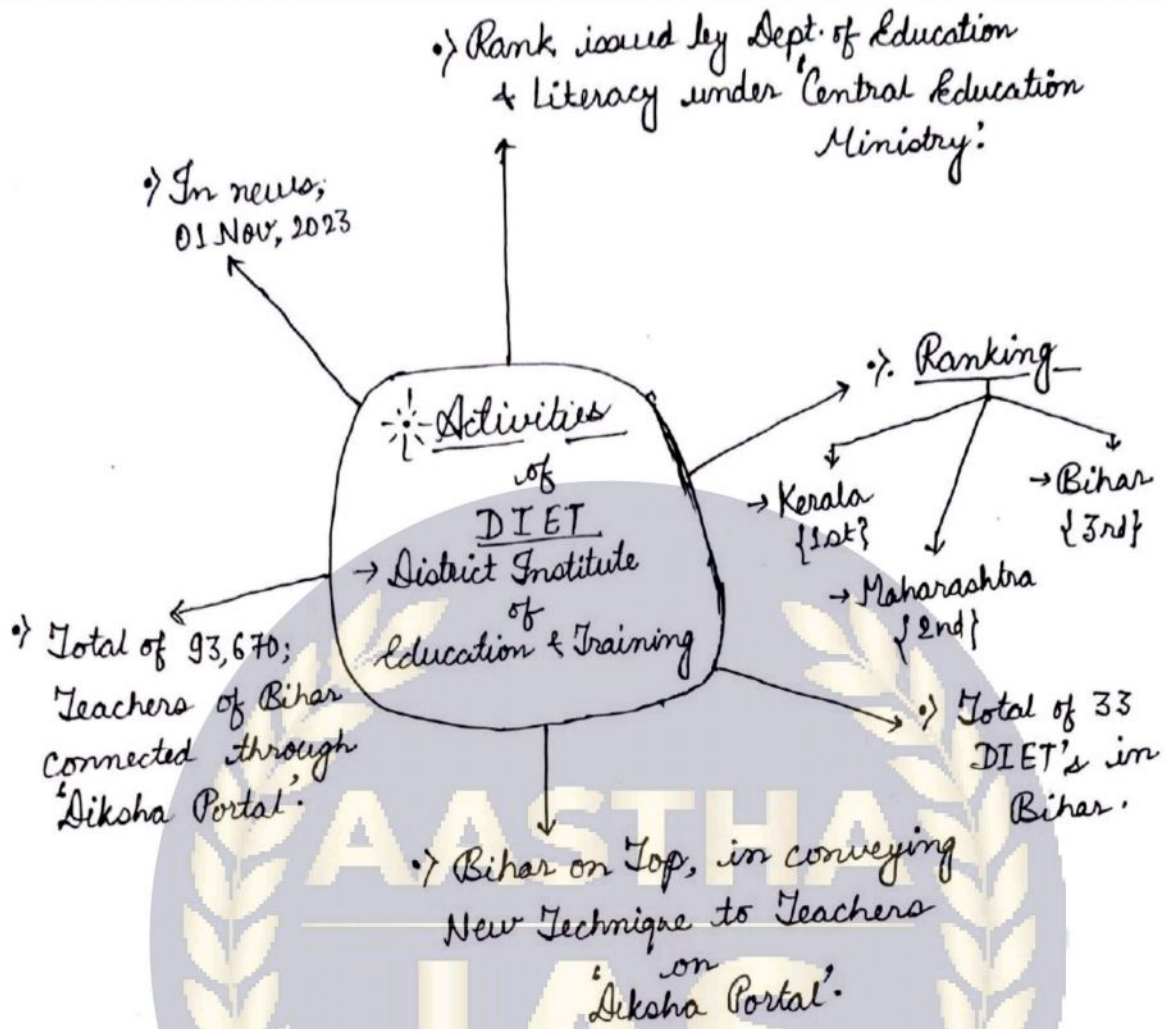 •> Rank issued by Dept. of Education
& Literacy under 'Central Education
Ministry'.
•> In news,
01 Nov, 2023
•>. Ranking
→ Kerala
{1st}
→ Maharashtra
{2nd}
→ Bihar
{3rd}
Activities
of
DIET
→ District Institute
of
Education & Training
•> Total of 93,670;
Teachers of Bihar
connected through
'Diksha Portal'.
•> Total of 33
DIET's in
Bihar.
•> Bihar on Top, in conveying
New Technique to Teachers
on
'Diksha Portal'.
AASTHA
IAS